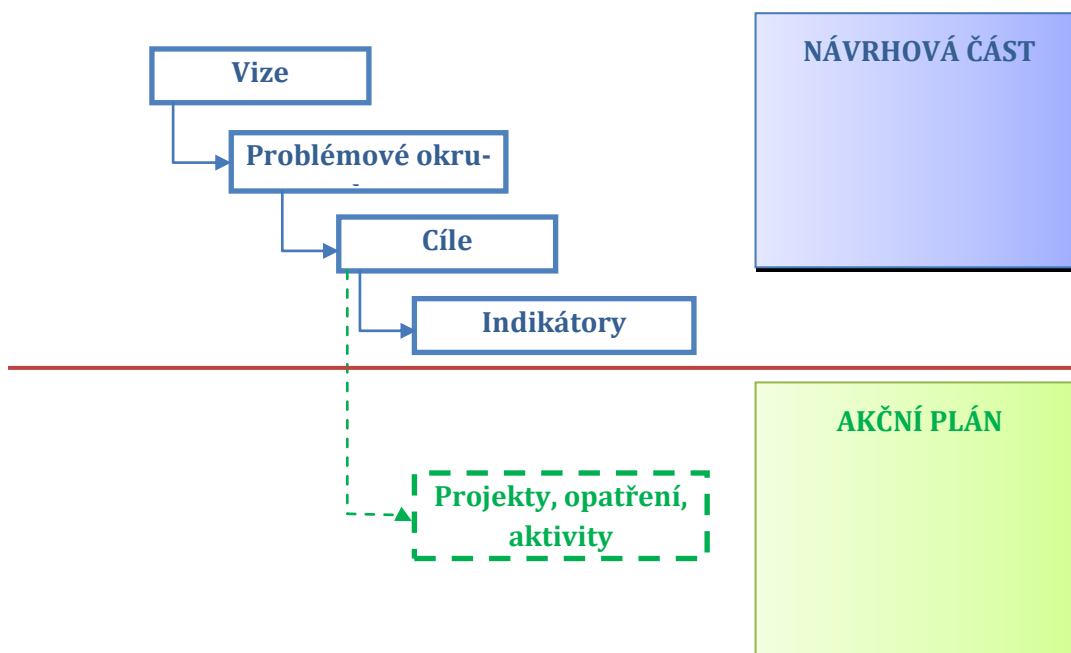 NÁVRHOVÁ ČÁST
Vize
Problémové okru-
Cíle
Indikátory
AKČNÍ PLÁN
Projekty, opatření,
aktivity